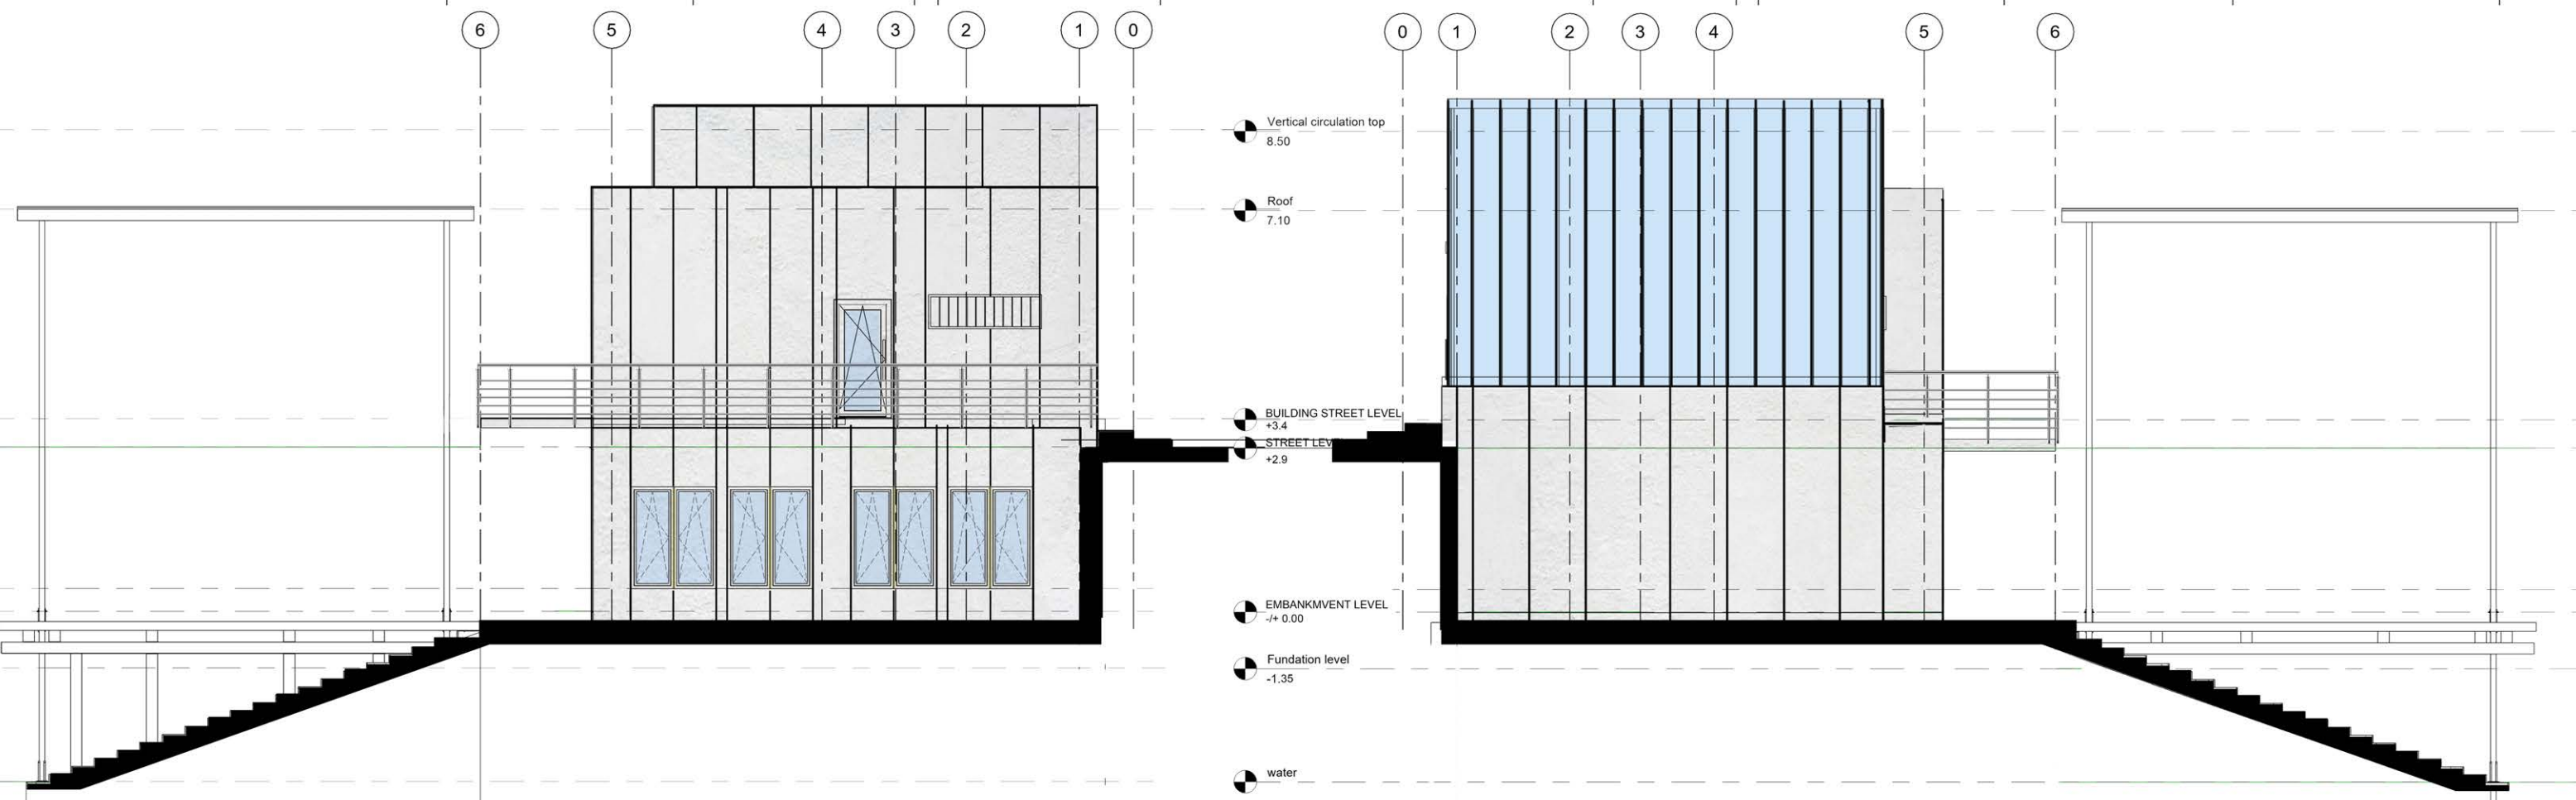 6 5 4 3 2 1 0 0 1 2 3 4 5 6
Vertical circulation top
8.50
Roof
7.10
BUILDING STREET LEVEL
+3.4
STREET LEV
+2.9
EMBANKMVENT LEVEL
-/+ 0.00
Fundation level
-1.35
water